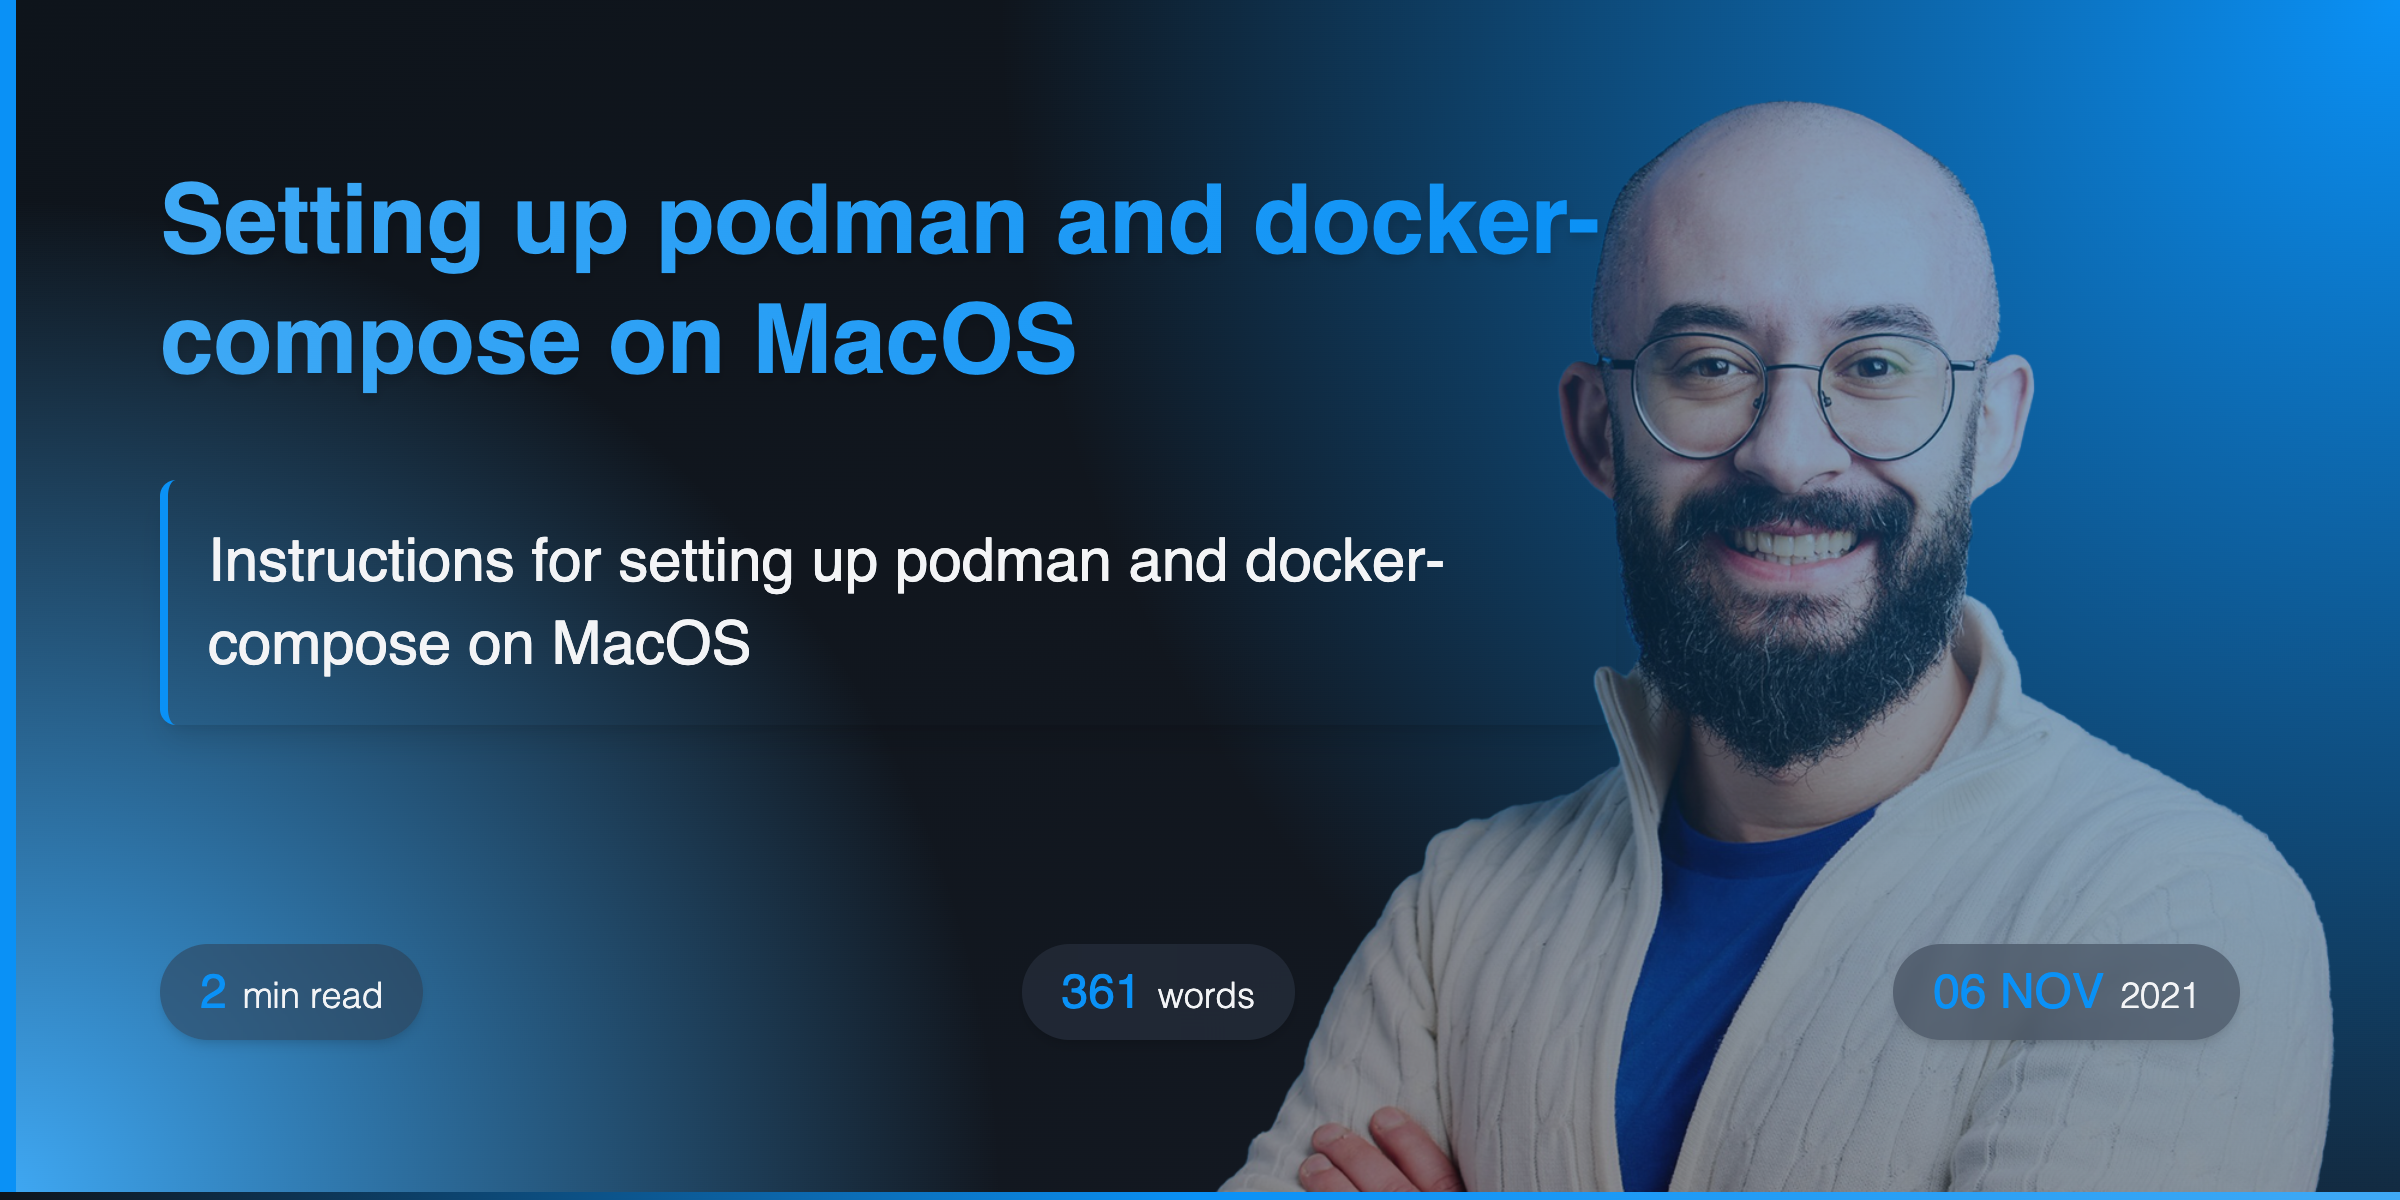 Setting up podman and docker-
compose on MacOS
Instructions for setting up podman and docker-
compose on MacOS
2 min read
361 words
06 NOV 2021